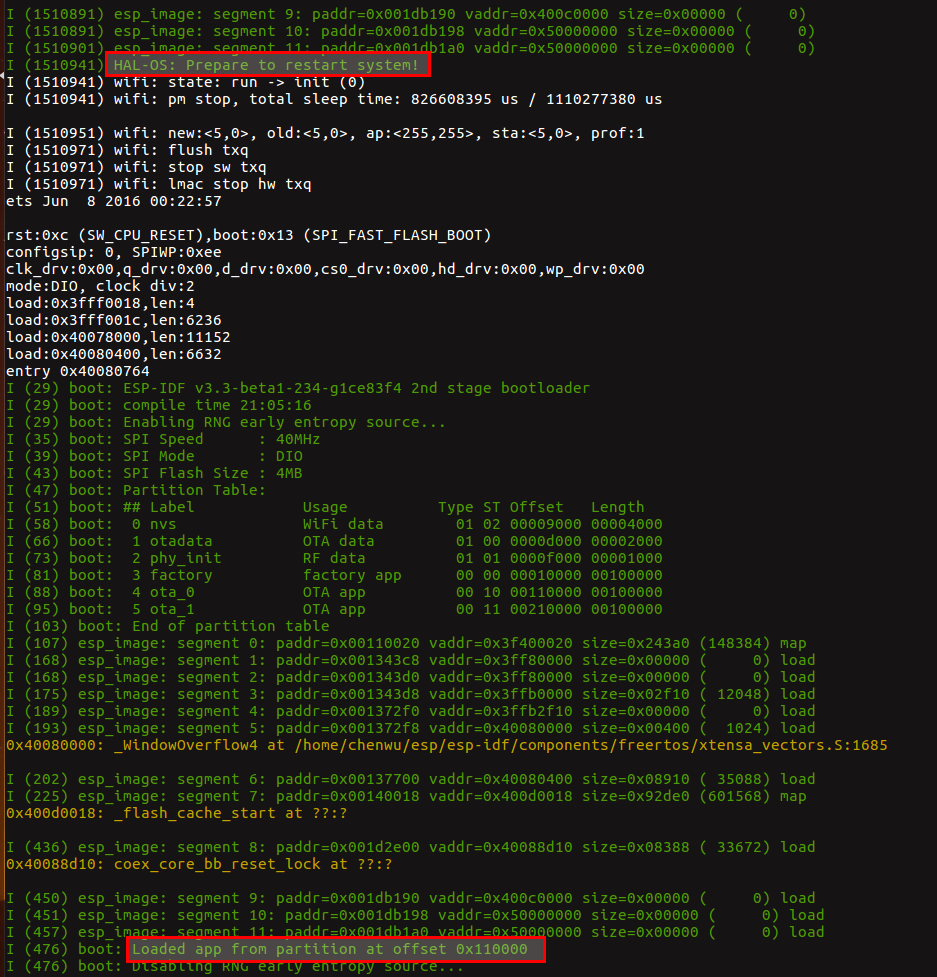 I (1510891) esp_image: segment 9: paddr=0x001db190 vaddr=0x400c0000 size=0x00000 (     0)
I (1510891) esp_image: segment 10: paddr=0x001db198 vaddr=0x50000000 size=0x00000 (     0)
I (1510901) esp_image: segment 11: paddr=0x001db1a0 vaddr=0x50000000 size=0x00000 (     0)
I (1510941) HAL-OS: Prepare to restart system!
I (1510941) wifi: state: run -> init (0)
I (1510941) wifi: pm stop, total sleep time: 826608395 us / 1110277380 us
I (1510951) wifi: new:<5,0>, old:<5,0>, ap:<255,255>, sta:<5,0>, prof:1
I (1510971) wifi: flush txq
I (1510971) wifi: stop sw txq
I (1510971) wifi: lmac stop hw txq
ets Jun  8 2016 00:22:57
rst:0xc (SW_CPU_RESET),boot:0x13 (SPI_FAST_FLASH_BOOT)
configsip: 0, SPIWP:0xee
clk_drv:0x00,q_drv:0x00,d_drv:0x00,cs0_drv:0x00,hd_drv:0x00,wp_drv:0x00
mode:DIO, clock div:2
load:0x3fff0018,len:4
load:0x3fff001c,len:6236
load:0x40078000,len:11152
load:0x40080400,len:6632
entry 0x40080764
I (29) boot: ESP-IDF v3.3-beta1-234-g1ce83f4 2nd stage bootloader
I (29) boot: compile time 21:05:16
I (29) boot: Enabling RNG early entropy source...
I (35) boot: SPI Speed      : 40MHz
I (39) boot: SPI Mode       : DIO
I (43) boot: SPI Flash Size : 4MB
I (47) boot: Partition Table:
I (51) boot: ## Label            Usage          Type ST Offset   Length
I (58) boot:  0 nvs              WiFi data        01 02 00009000 00004000
I (66) boot:  1 otadata          OTA data         01 00 0000d000 00002000
I (73) boot:  2 phy_init         RF data          01 01 0000f000 00001000
I (81) boot:  3 factory          factory app      00 00 00010000 00100000
I (88) boot:  4 ota_0            OTA app          00 10 00110000 00100000
I (95) boot:  5 ota_1            OTA app          00 11 00210000 00100000
I (103) boot: End of partition table
I (107) esp_image: segment 0: paddr=0x00110020 vaddr=0x3f400020 size=0x243a0 (148384) map
I (168) esp_image: segment 1: paddr=0x001343c8 vaddr=0x3ff80000 size=0x00000 (     0) load
I (168) esp_image: segment 2: paddr=0x001343d0 vaddr=0x3ff80000 size=0x00000 (     0) load
I (175) esp_image: segment 3: paddr=0x001343d8 vaddr=0x3ffb0000 size=0x02f10 ( 12048) load
I (189) esp_image: segment 4: paddr=0x001372f0 vaddr=0x3ffb2f10 size=0x00000 (     0) load
I (193) esp_image: segment 5: paddr=0x001372f8 vaddr=0x40080000 size=0x00400 (  1024) load
0x40080000: _WindowOverflow4 at /home/chenwu/esp/esp-idf/components/freertos/xtensa_vectors.S:1685
I (202) esp_image: segment 6: paddr=0x00137700 vaddr=0x40080400 size=0x08910 ( 35088) load
I (225) esp_image: segment 7: paddr=0x00140018 vaddr=0x400d0018 size=0x92de0 (601568) map
0x400d0018: _flash_cache_start at ??:?
I (436) esp_image: segment 8: paddr=0x001d2e00 vaddr=0x40088d10 size=0x08388 ( 33672) load
0x40088d10: coex_core_bb_reset_lock at ??:?
I (450) esp_image: segment 9: paddr=0x001db190 vaddr=0x400c0000 size=0x00000 (     0) load
I (451) esp_image: segment 10: paddr=0x001db198 vaddr=0x50000000 size=0x00000 (     0) load
I (457) esp_image: segment 11: paddr=0x001db1a0 vaddr=0x50000000 size=0x00000 (     0) load
I (476) boot: Loaded app from partition at offset 0x110000
I (476) boot: Disabling RNG early entropy source...